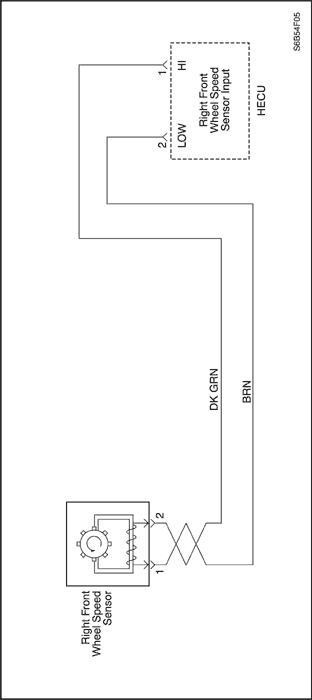 S6B54F05
1
HI
Right Front
Wheel Speed
Sensor Input
HECU
2
LOW
DK GRN
BRN
2
1
Right Front
Wheel Speed
Sensor